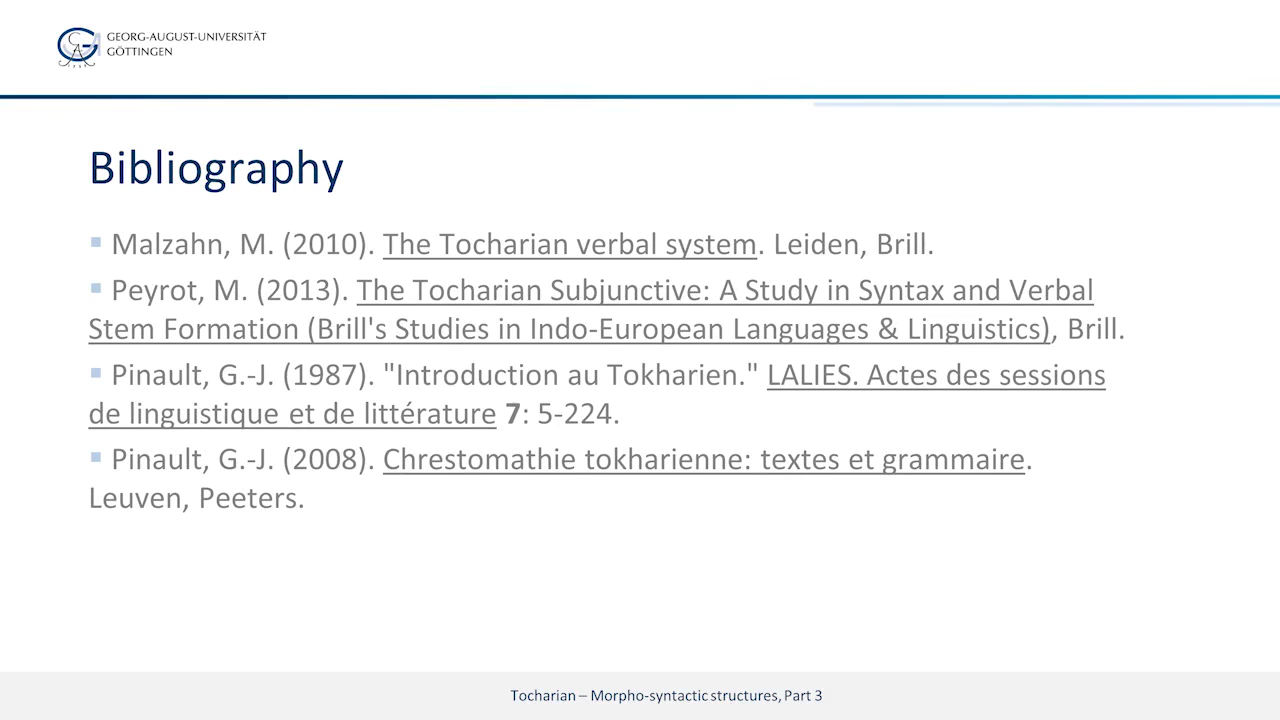 GEORG-AUGUST-UNIVERSITÄT
GÖTTINGEN
Bibliography
▪ Malzahn, M. (2010). The Tocharian verbal system. Leiden, Brill.
▪ Peyrot, M. (2013). The Tocharian Subjunctive: A Study in Syntax and Verbal
Stem Formation (Brill's Studies in Indo-European Languages & Linguistics), Brill.
▪ Pinault, G.-J. (1987). "Introduction au Tokharien." LALIES. Actes des sessions
de linguistique et de littérature 7: 5-224.
▪ Pinault, G.-J. (2008). Chrestomathie tokharienne: textes et grammaire.
Leuven, Peeters.
Tocharian – Morpho-syntactic structures, Part 3